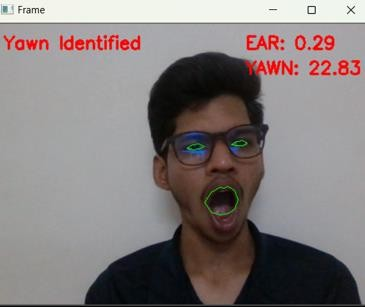 Frame
Yawn Identified
EAR: 0.29
YAWN: 22.83